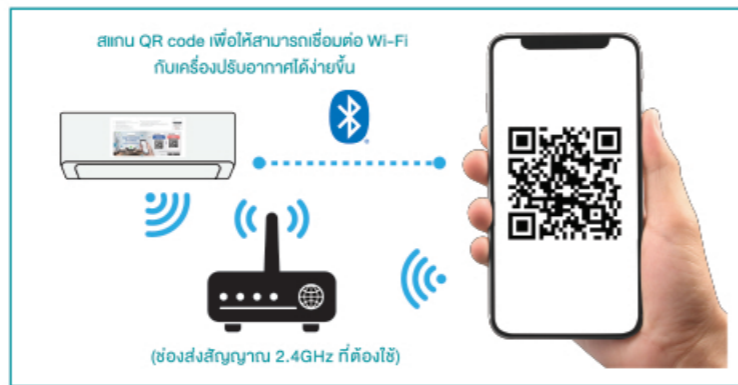 สแกน QR code เพื่อให้สามารถเชื่อมต่อ Wi-Fi
กับเครื่องปรับอากาศได้ง่ายขึ้น
(ช่องส่งสัญญาณ 2.4GHz ที่ต้องใช้)